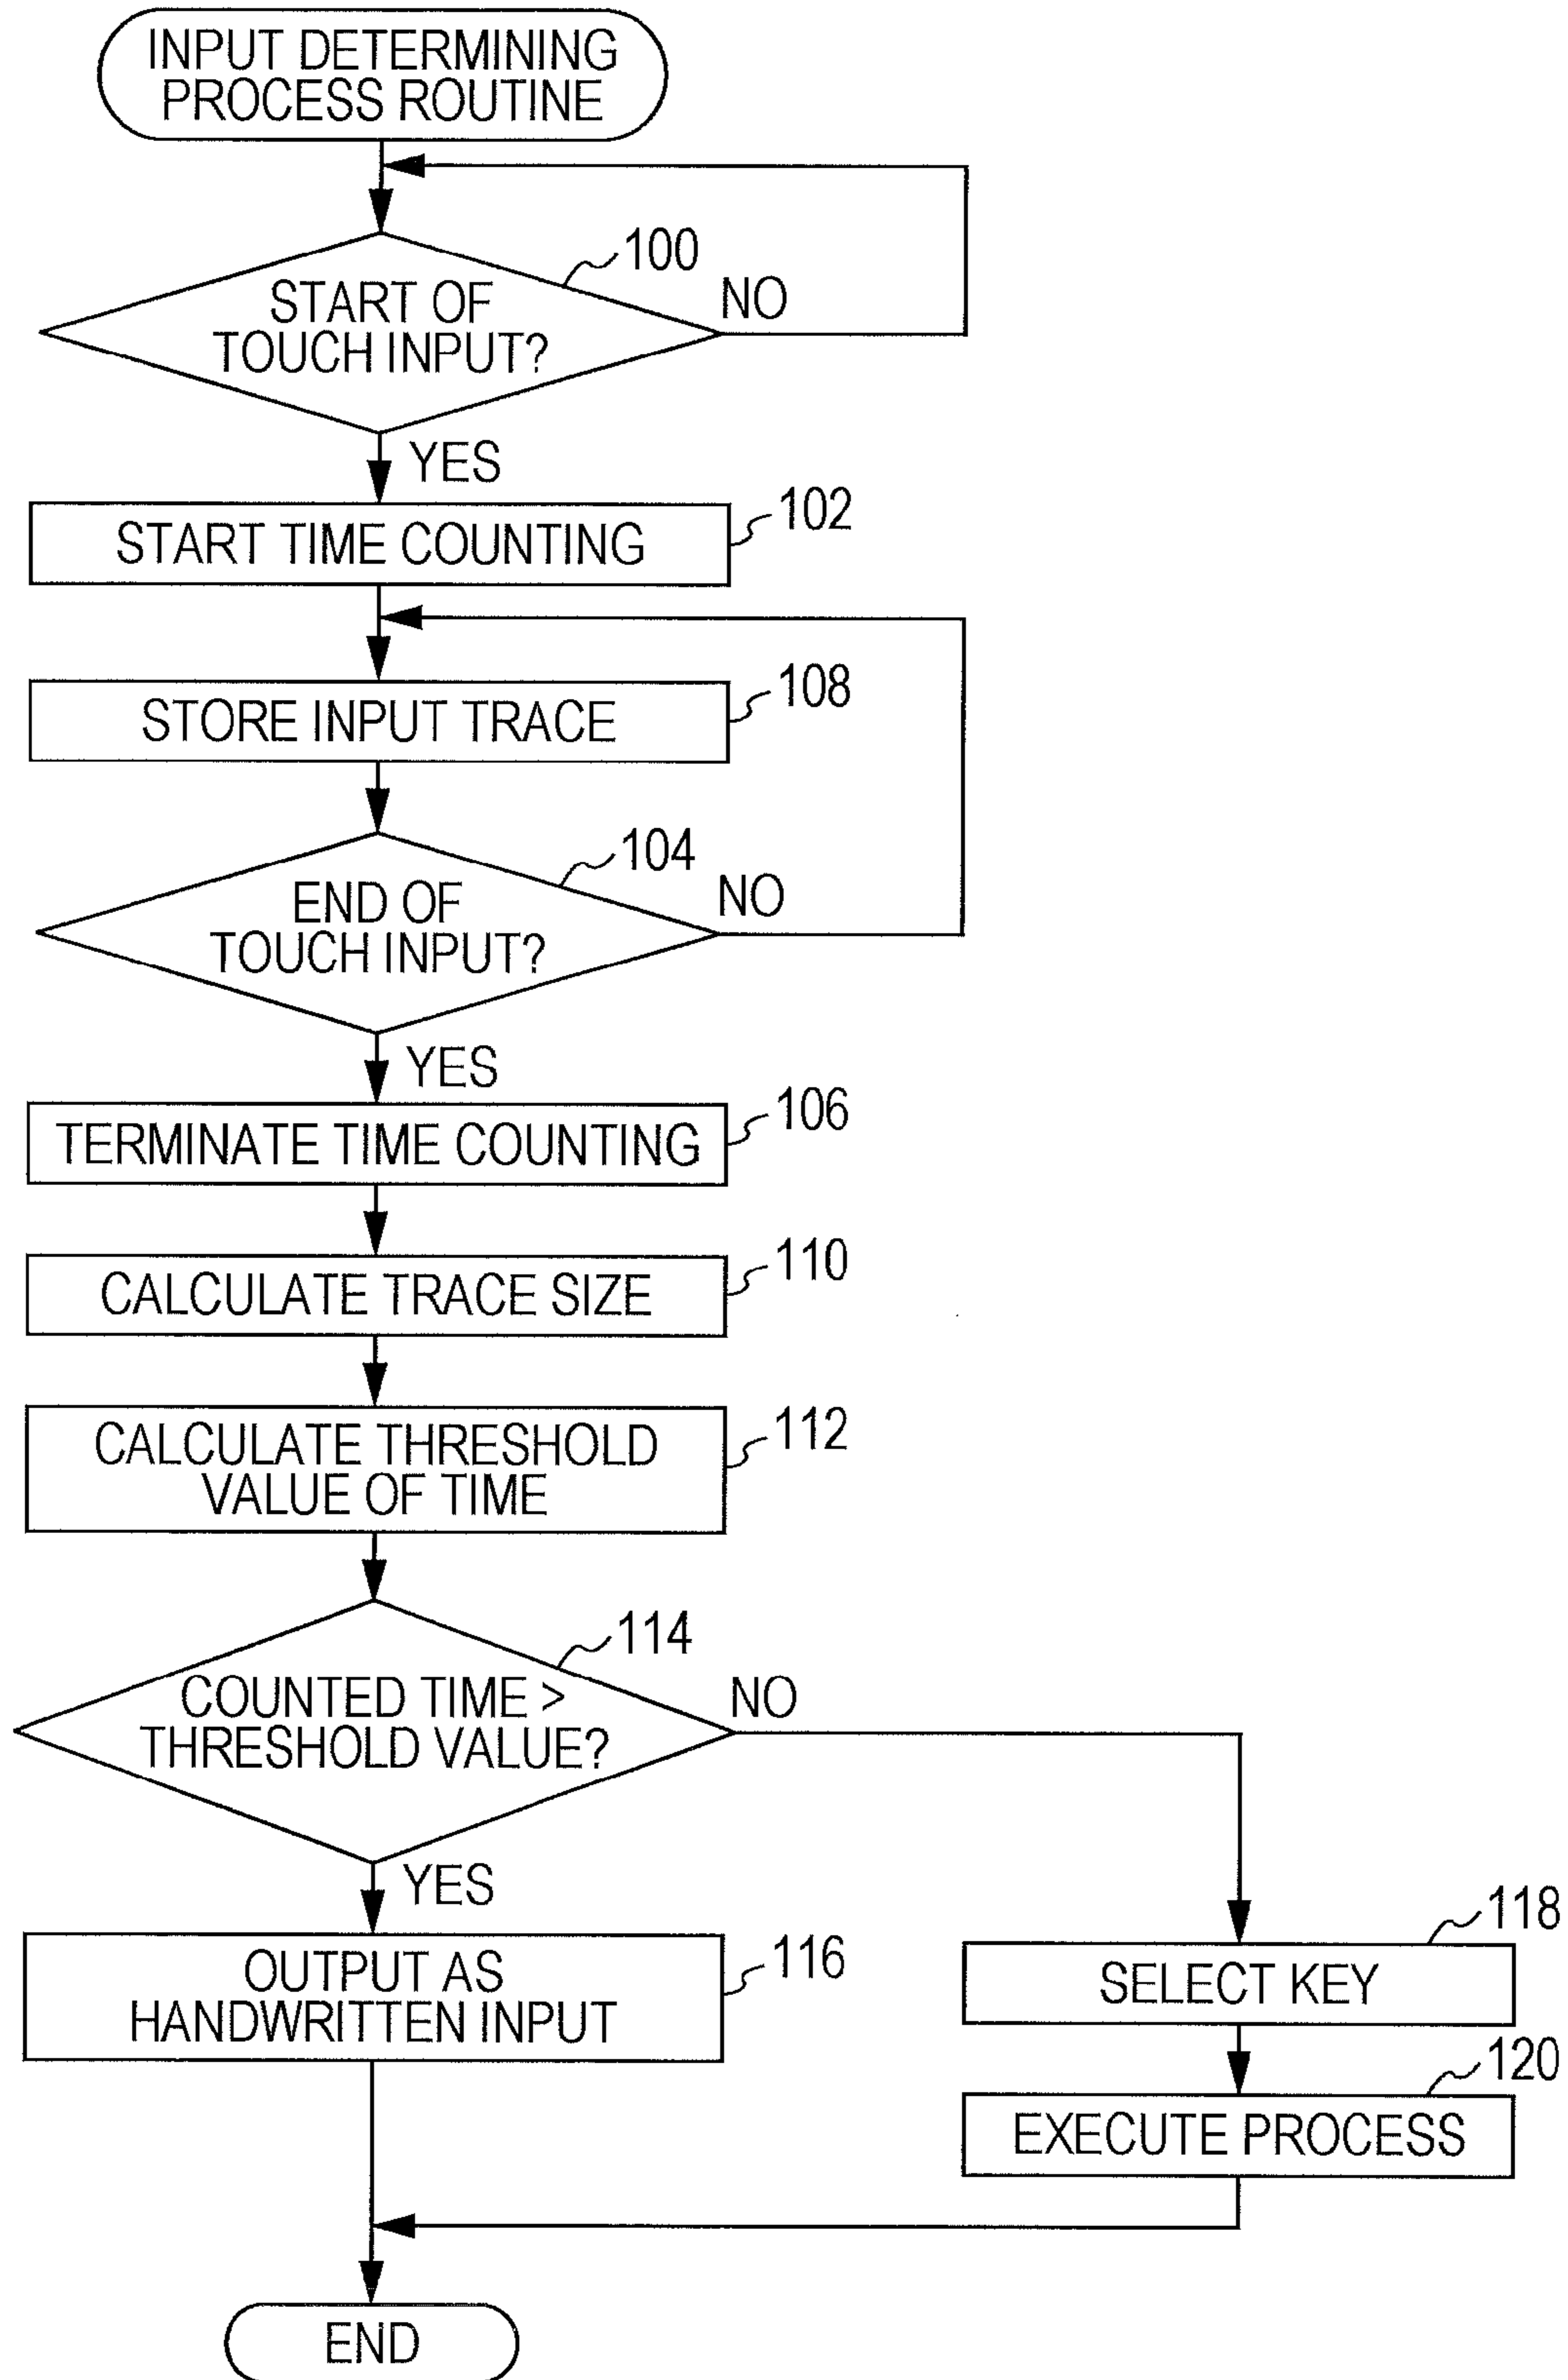 INPUT DETERMINING
PROCESS ROUTINE
100
START OF
TOUCH INPUT?
NO
YES
102
START TIME COUNTING
108
STORE INPUT TRACE
104
END OF
TOUCH INPUT?
NO
YES
106
TERMINATE TIME COUNTING
110
CALCULATE TRACE SIZE
112
CALCULATE THRESHOLD
VALUE OF TIME
114
COUNTED TIME >
THRESHOLD VALUE?
NO
YES
116
OUTPUT AS
HANDWRITTEN INPUT
118
SELECT KEY
120
EXECUTE PROCESS
END